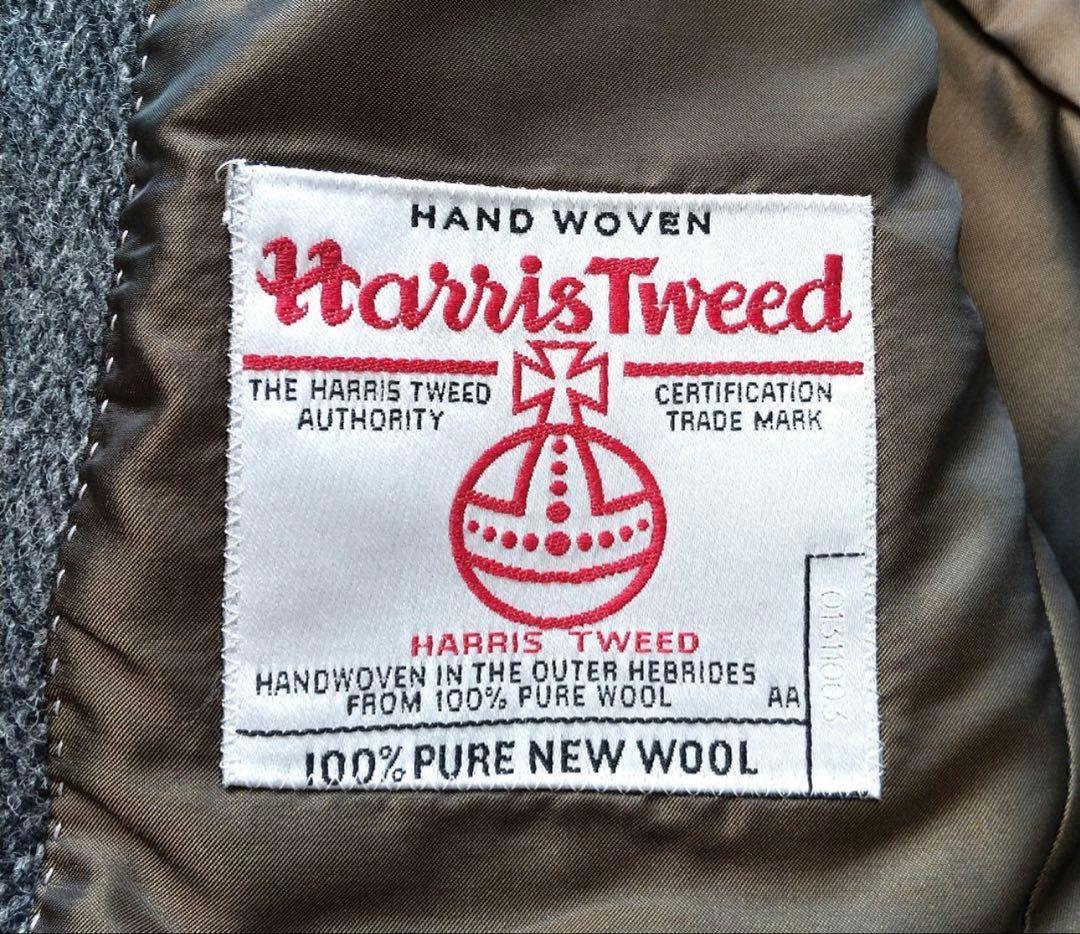 HAND WOVEN
Harris Tweed
THE HARRIS TWEED
AUTHORITY
CERTIFICATION
TRADE MARK
HARRIS TWEED
HANDWOVEN IN THE OUTER HEBRIDES
FROM 100% PURE WOOL
AA
100% PURE NEW WOOL